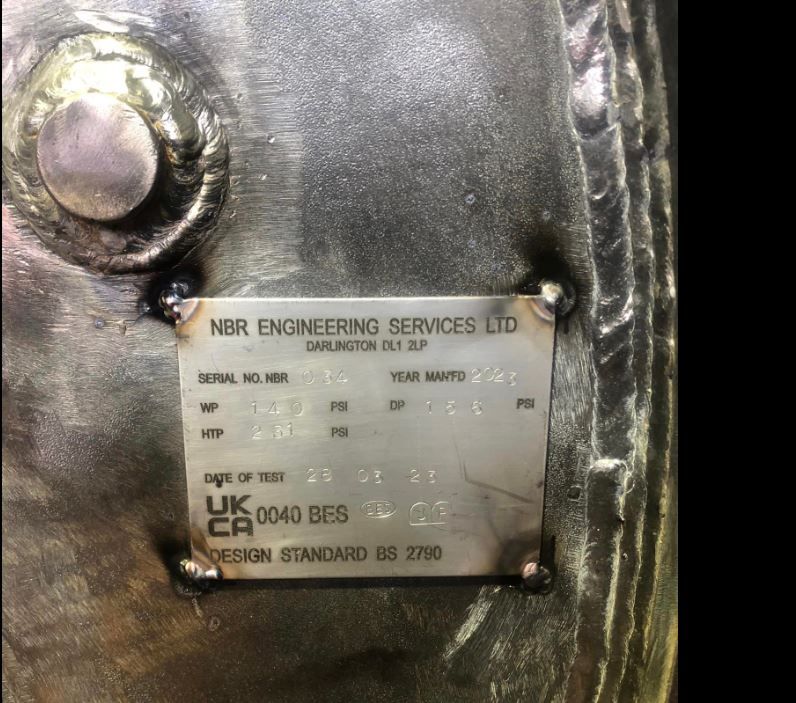 NBR ENGINEERING SERVICES LTD
DARLINGTON DL1 2LP
SERIAL NO. NBR 034 YEAR MAN'FD 2023
WP 140 PSI DP 156 PSI
HTP 231 PSI
DATE OF TEST 28 03 23
UK
CA 0040 BES BES
DESIGN STANDARD BS 2790